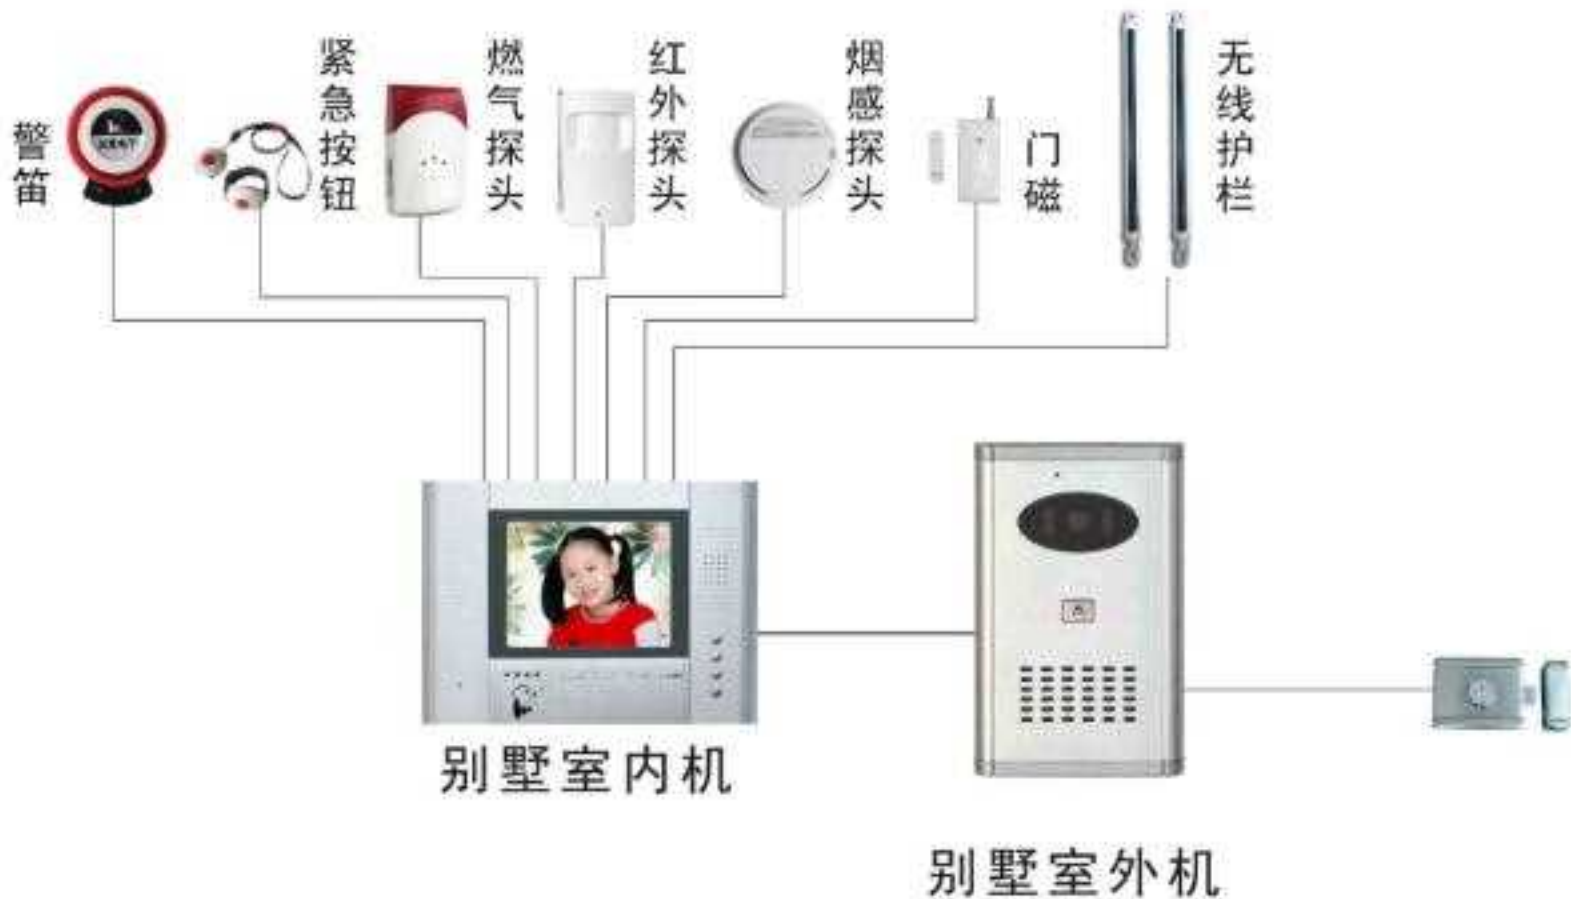 警笛
紧急按钮
燃气探头
红外探头
烟感探头
门磁
无线护栏
别墅室内机
别墅室外机